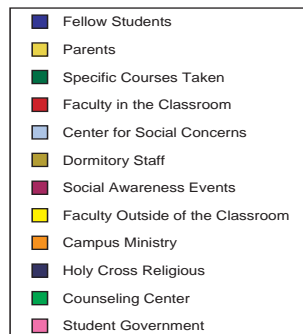 Fellow Students
Parents
Specific Courses Taken
Faculty in the Classroom
Center for Social Concerns
Dormitory Staff
Social Awareness Events
Faculty Outside of the Classroom
Campus Ministry
Holy Cross Religious
Counseling Center
Student Government